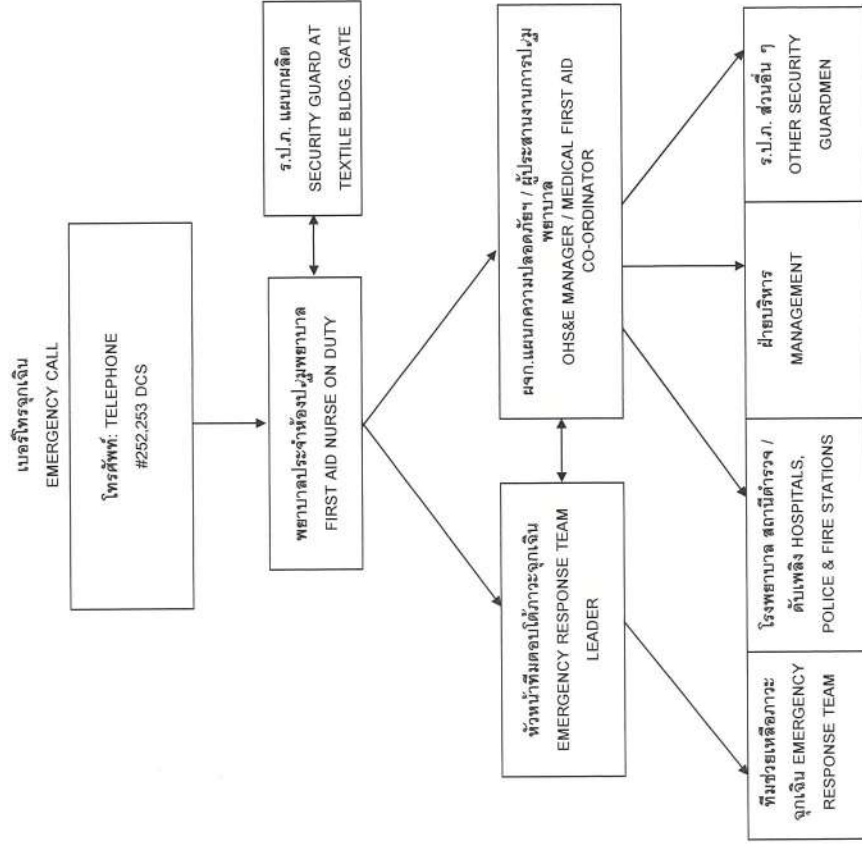 เบอร์โทรฉุกเฉิน
EMERGENCY CALL
โทรศัพท์: TELEPHONE
#252,253 DCS
พยาบาลประจำห้องปฐมพยาบาล
FIRST AID NURSE ON DUTY
ร.ป.ภ. แผนกผลิต
SECURITY GUARD AT
TEXTILE BLDG. GATE
หัวหน้าทีมตอบโต้ภาวะฉุกเฉิน
EMERGENCY RESPONSE TEAM
LEADER
ผจก.แผนกความปลอดภัยฯ / ผู้ประสานงานการปฐม
พยาบาล
OHS&E MANAGER / MEDICAL FIRST AID
CO-ORDINATOR
ทีมช่วยเหลือภาวะ
ฉุกเฉิน EMERGENCY
RESPONSE TEAM
โรงพยาบาล สถานีตำรวจ /
ดับเพลิง HOSPITALS,
POLICE & FIRE STATIONS
ฝ่ายบริหาร
MANAGEMENT
ร.ป.ภ. ส่วนอื่น ๆ
OTHER SECURITY
GUARDMEN